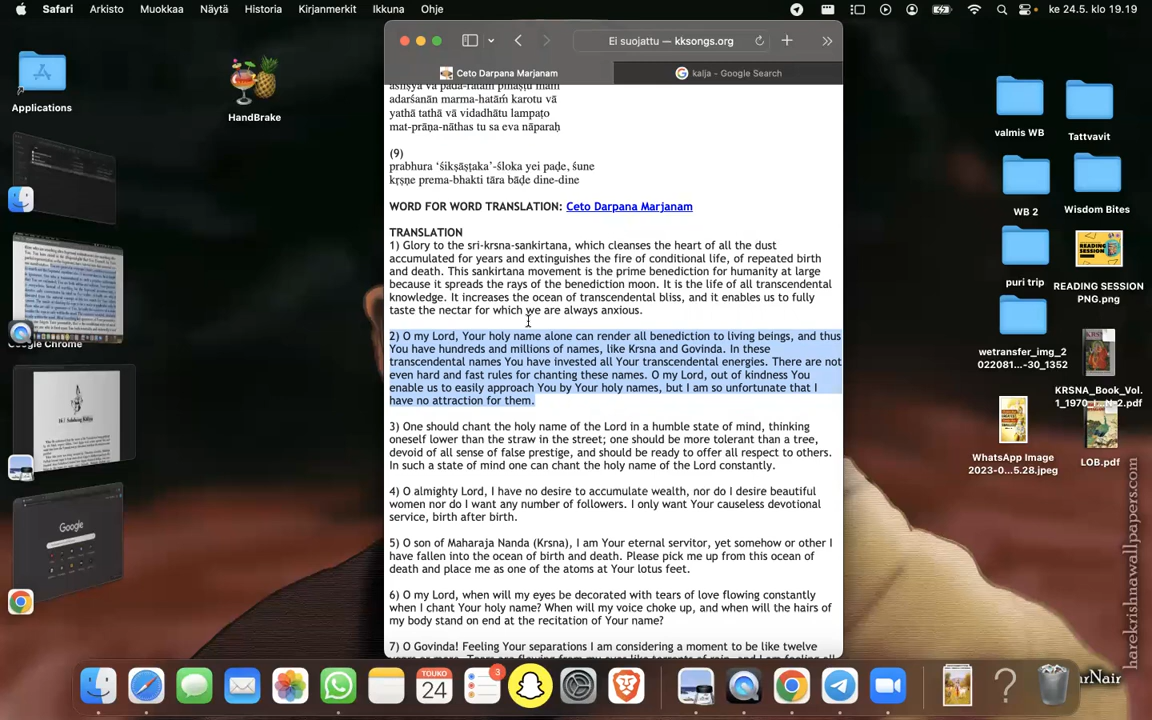 Safari Arkisto Muokkaa Näytä Historia Kirjanmerkit Ikkuna Ohje
ke 24.5. klo 19.19
Ei suojattu — kksongs.org
Ceto Darpana Marjanam
kalja – Google Search
Applications
HandBrake
Google Chrome
Google
valmis WB
Tattvavit
WB 2
Wisdom Bites
puri trip
READING SESSION
PNG.png
wetransfer_img_2
022081...-30_1352
KRSNA_Book_Vol.
1_1970_I...N_2.pdf
WhatsApp Image
2023-0...5.28.jpeg
LOB.pdf
āśliṣya vā pāda-ratāṁ pinaṣṭu mām
adarśanān marma-hatāṁ karotu vā
yathā tathā vā vidadhātu lampaṭo
mat-prāṇa-nāthas tu sa eva nāparaḥ
(9)
prabhura ‘śikṣāṣṭaka’-śloka yei paḍe, śune
kṛṣṇe prema-bhakti tāra bāḍe dine-dine
WORD FOR WORD TRANSLATION: Ceto Darpana Marjanam
TRANSLATION
1) Glory to the sri-krsna-sankirtana, which cleanses the heart of all the dust
accumulated for years and extinguishes the fire of conditional life, of repeated birth
and death. This sankirtana movement is the prime benediction for humanity at large
because it spreads the rays of the benediction moon. It is the life of all transcendental
knowledge. It increases the ocean of transcendental bliss, and it enables us to fully
taste the nectar for which we are always anxious.
2) O my Lord, Your holy name alone can render all benediction to living beings, and thus
You have hundreds and millions of names, like Krsna and Govinda. In these
transcendental names You have invested all Your transcendental energies. There are not
even hard and fast rules for chanting these names. O my Lord, out of kindness You
enable us to easily approach You by Your holy names, but I am so unfortunate that I
have no attraction for them.
3) One should chant the holy name of the Lord in a humble state of mind, thinking
oneself lower than the straw in the street; one should be more tolerant than a tree,
devoid of all sense of false prestige, and should be ready to offer all respect to others.
In such a state of mind one can chant the holy name of the Lord constantly.
4) O almighty Lord, I have no desire to accumulate wealth, nor do I desire beautiful
women nor do I want any number of followers. I only want Your causeless devotional
service, birth after birth.
5) O son of Maharaja Nanda (Krsna), I am Your eternal servitor, yet somehow or other I
have fallen into the ocean of birth and death. Please pick me up from this ocean of
death and place me as one of the atoms at Your lotus feet.
6) O my Lord, when will my eyes be decorated with tears of love flowing constantly
when I chant Your holy name? When will my voice choke up, and when will the hairs of
my body stand on end at the recitation of Your name?
7) O Govinda! Feeling Your separations I am considering a moment to be like twelve
harekrishnawallpapers.com
TOUKO
24
3